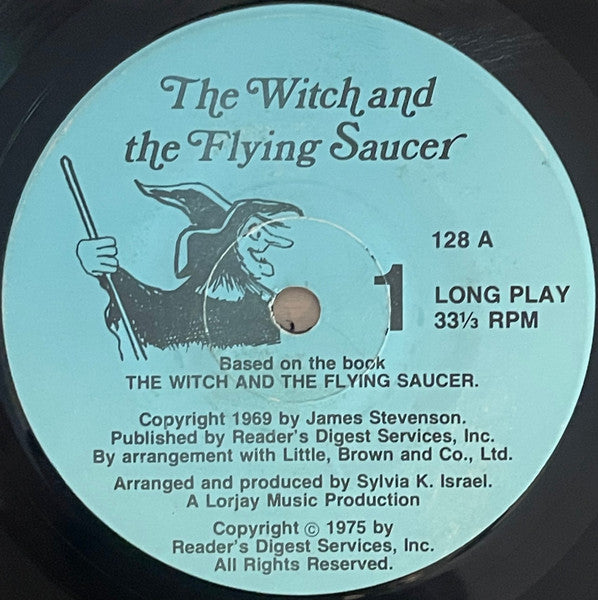 The Witch and
the Flying Saucer
128 A
1
LONG PLAY
33⅓ RPM
Based on the book
THE WITCH AND THE FLYING SAUCER.
Copyright 1969 by James Stevenson.
Published by Reader's Digest Services, Inc.
By arrangement with Little, Brown and Co., Ltd.
Arranged and produced by Sylvia K. Israel.
A Lorjay Music Production
Copyright © 1975 by
Reader's Digest Services, Inc.
All Rights Reserved.